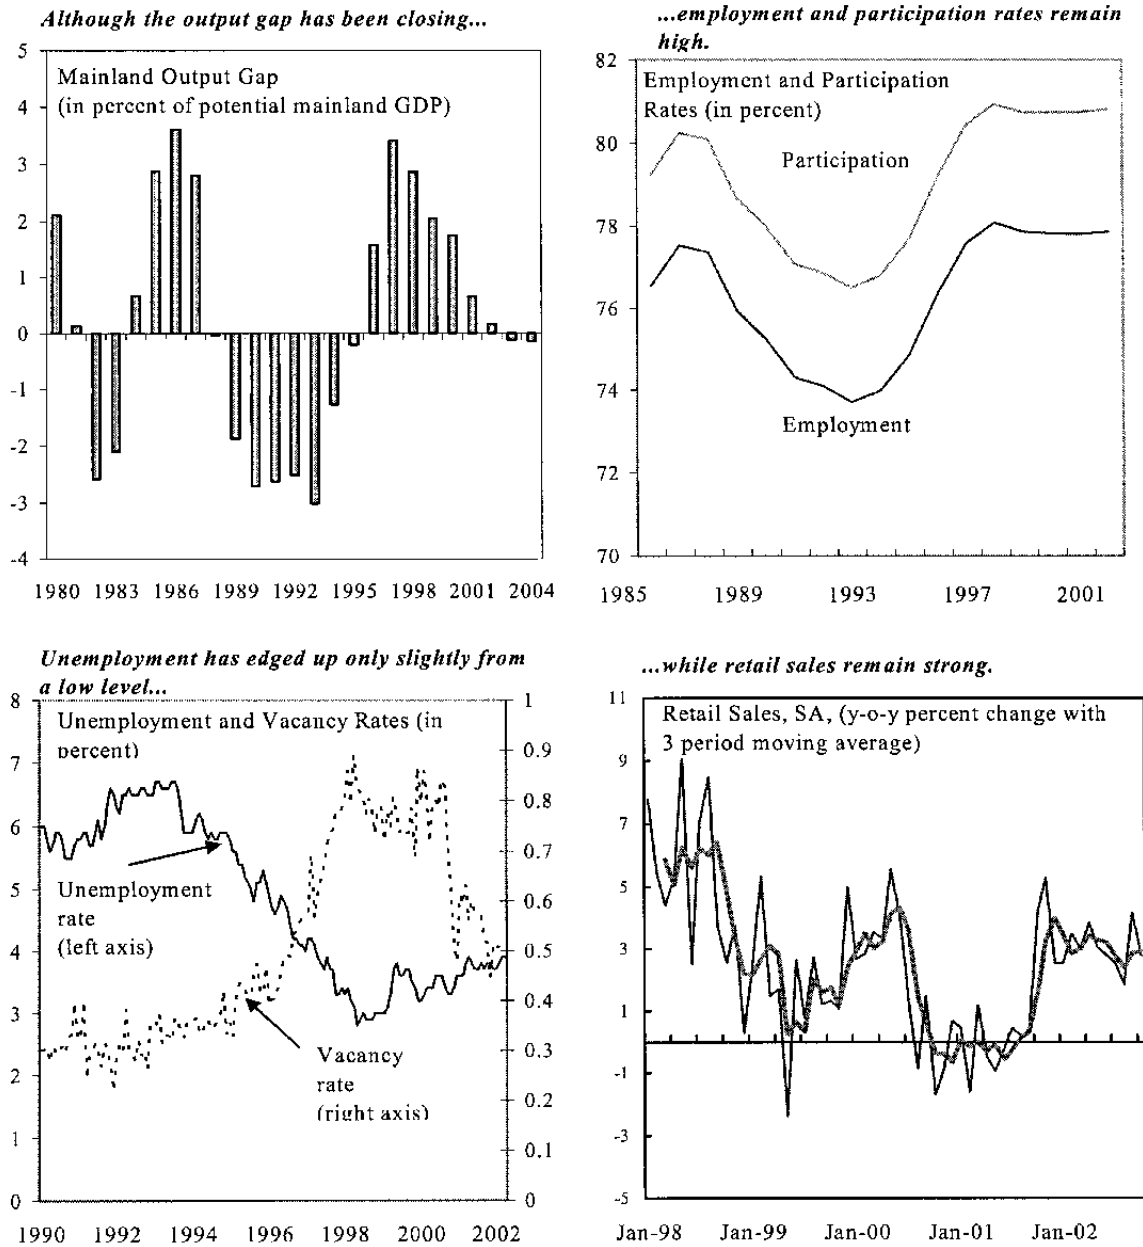 Although the output gap has been closing...
5
Mainland Output Gap
(in percent of potential mainland GDP)
4
3
2
1
0
-1
-2
-3
-4
1980 1983 1986 1989 1992 1995 1998 2001 2004
...employment and participation rates remain
high.
82
Employment and Participation
Rates (in percent)
80
Participation
78
76
74
Employment
72
70
1985 1989 1993 1997 2001
Unemployment has edged up only slightly from
a low level...
8 1
Unemployment and Vacancy Rates (in
percent)
7 0.9
0.8
6
0.7
5
Unemployment
rate
(left axis)
0.6
4 0.5
0.4
3
0.3
2
Vacancy
rate
(right axis)
0.2
1 0.1
0 0
1990 1992 1994 1996 1998 2000 2002
...while retail sales remain strong.
11
Retail Sales, SA, (y-o-y percent change with
3 period moving average)
9
7
5
3
1
-1
-3
-5
Jan-98 Jan-99 Jan-00 Jan-01 Jan-02